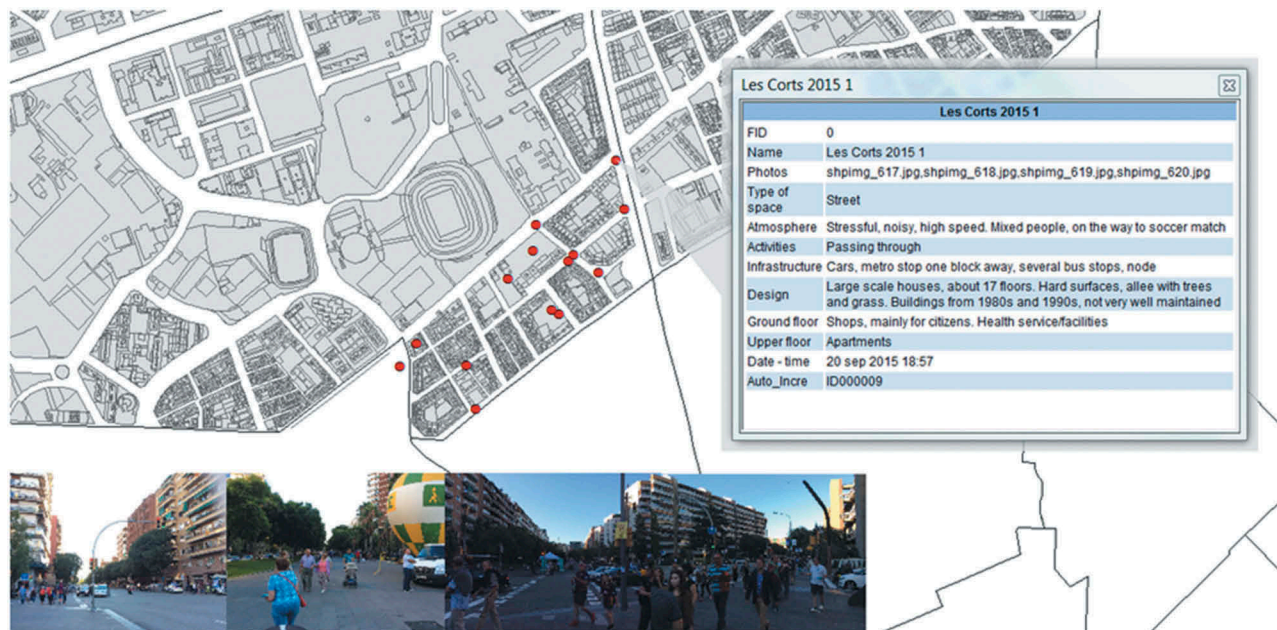 Les Corts 2015 1
Les Corts 2015 1
FID 0
Name Les Corts 2015 1
Photos shpimg_617.jpg,shpimg_618.jpg,shpimg_619.jpg,shpimg_620.jpg
Type of
space Street
Atmosphere Stressful, noisy, high speed. Mixed people, on the way to soccer match
Activities Passing through
Infrastructure Cars, metro stop one block away, several bus stops, node
Design Large scale houses, about 17 floors. Hard surfaces, allee with trees
and grass. Buildings from 1980s and 1990s, not very well maintained
Ground floor Shops, mainly for citizens. Health service/facilities
Upper floor Apartments
Date - time 20 sep 2015 18:57
Auto_Incre ID000009